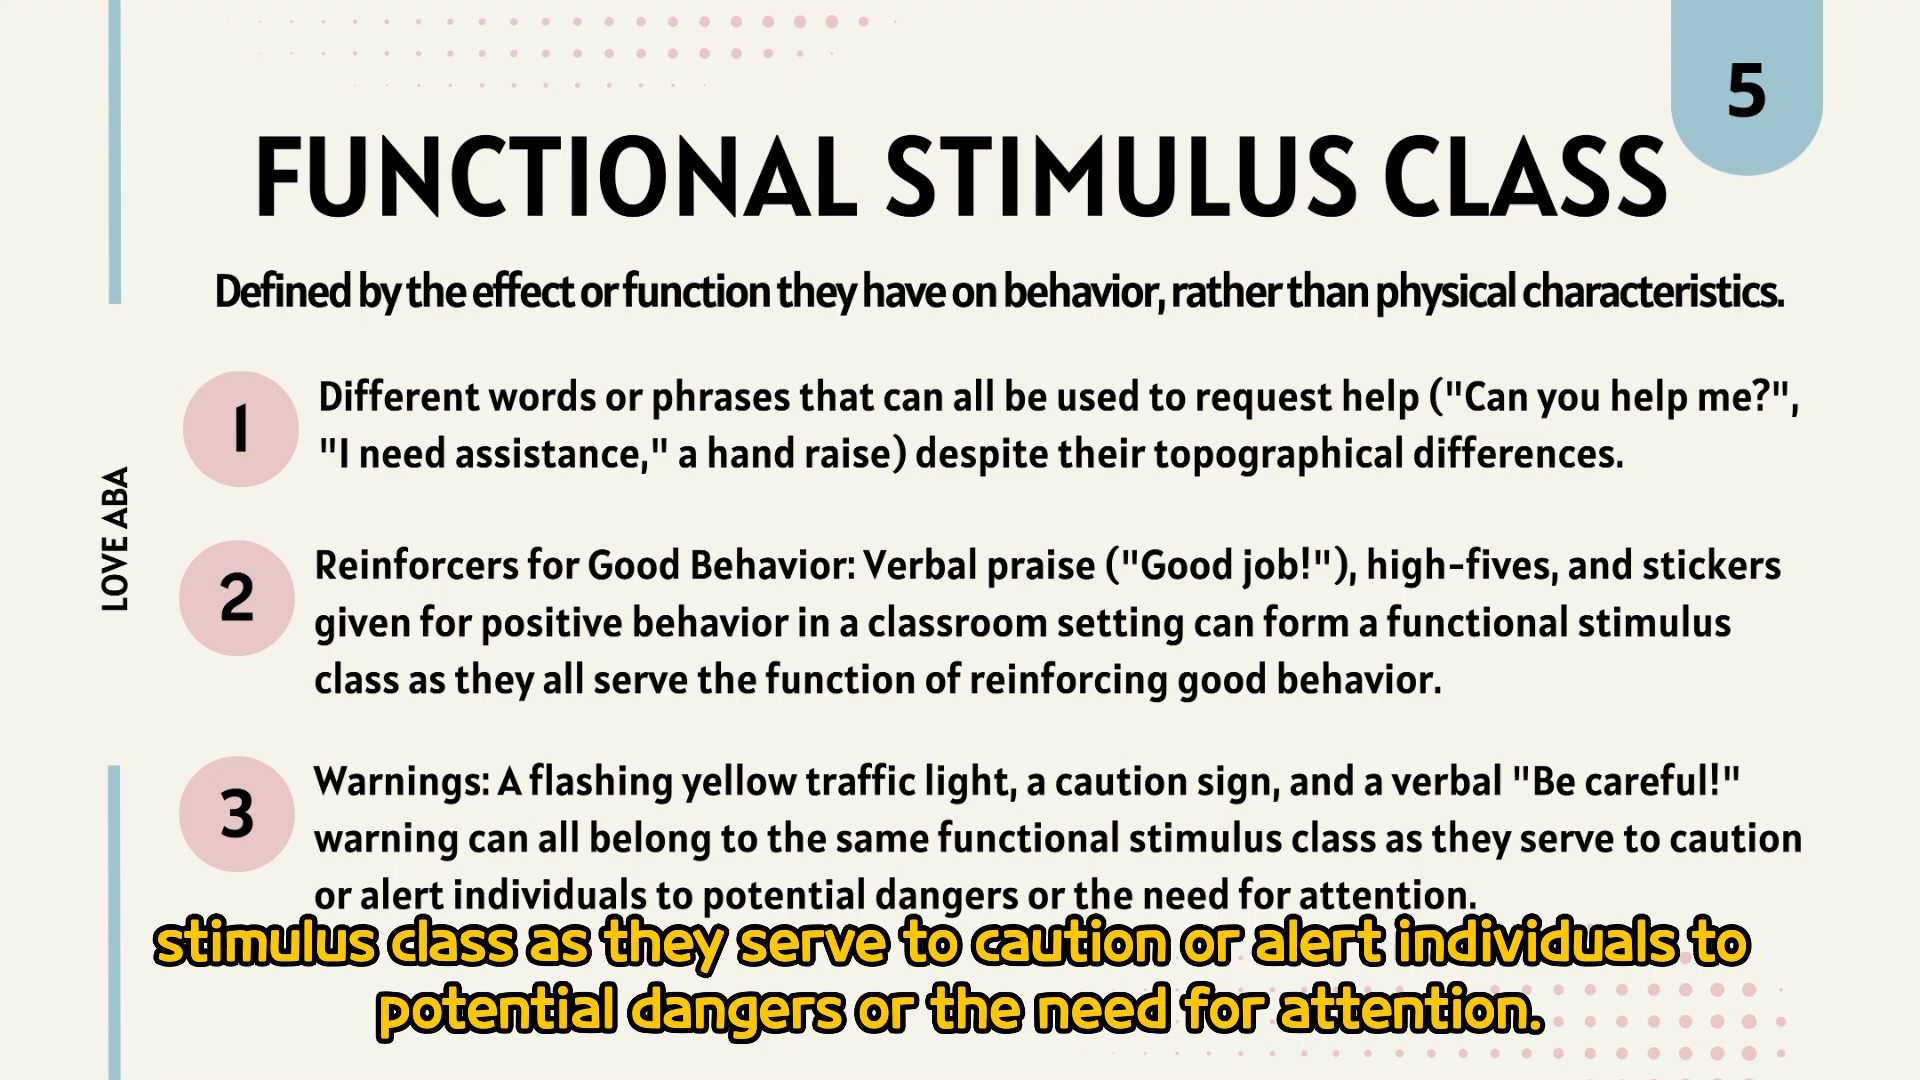 5
FUNCTIONAL STIMULUS CLASS
Defined by the effect or function they have on behavior, rather than physical characteristics.
1
Different words or phrases that can all be used to request help ("Can you help me?",
"I need assistance," a hand raise) despite their topographical differences.
LOVE ABA
2
Reinforcers for Good Behavior: Verbal praise ("Good job!"), high-fives, and stickers
given for positive behavior in a classroom setting can form a functional stimulus
class as they all serve the function of reinforcing good behavior.
3
Warnings: A flashing yellow traffic light, a caution sign, and a verbal "Be careful!"
warning can all belong to the same functional stimulus class as they serve to caution
or alert individuals to potential dangers or the need for attention.
stimulus class as they serve to caution or alert individuals to
potential dangers or the need for attention.